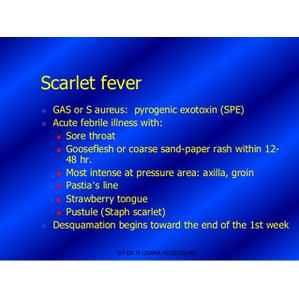 Scarlet fever
GAS or S aureus: pyrogenic exotoxin (SPE)
Acute febrile illness with:
Sore throat
Gooseflesh or coarse sand-paper rash within 12-
48 hr.
Most intense at pressure area: axilla, groin
Pastia's line
Strawberry tongue
Pustule (Staph scarlet)
Desquamation begins toward the end of the 1st week
BY DR M OSAMA HUSSEIN MD